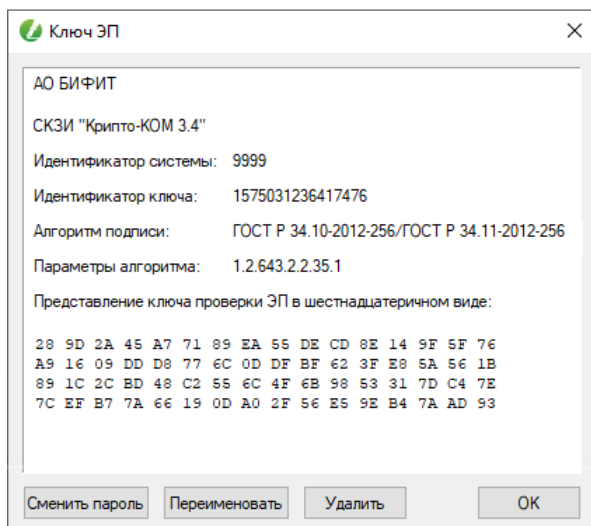 Ключ ЭП
АО БИФИТ
СКЗИ "Крипто-КОМ 3.4"
Идентификатор системы: 9999
Идентификатор ключа: 1575031236417476
Алгоритм подписи: ГОСТ Р 34.10-2012-256/ГОСТ Р 34.11-2012-256
Параметры алгоритма: 1.2.643.2.2.35.1
Представление ключа проверки ЭП в шестнадцатеричном виде:
28 9D 2A 45 A7 71 89 EA 55 DE CD 8E 14 9F 5F 76
A9 16 09 DD D8 77 6C 0D DF BF 62 3F E8 5A 56 1B
89 1C 2C BD 48 C2 55 6C 4F 6B 98 53 31 7D C4 7E
7C EF B7 7A 66 19 0D A0 2F 56 E5 9E B4 7A AD 93
Сменить пароль Переименовать Удалить OK